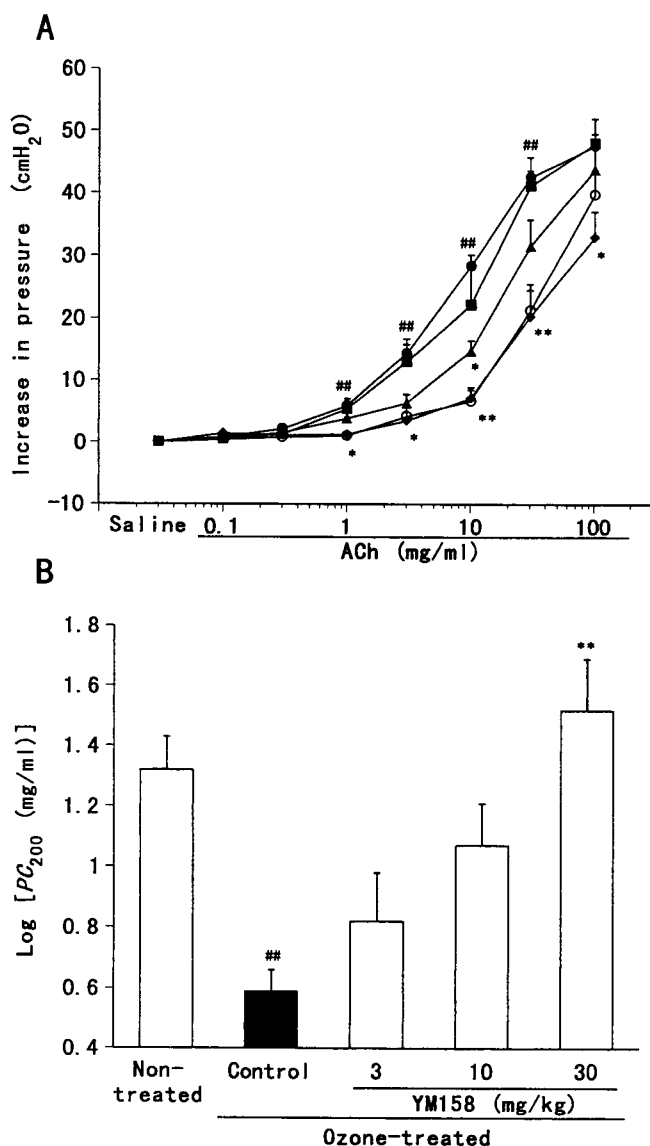 A
Increase in pressure (cmH₂O)
60
50
40
30
20
10
0
-10
##
##
##
##
*
**
*
**
*
*
Saline 0.1 1 10 100
ACh (mg/ml)
B
Log [PC₂₀₀ (mg/ml)]
1.8
1.6
1.4
1.2
1
0.8
0.6
0.4
**
##
Non-
treated
Control
3 10 30
YM158 (mg/kg)
Ozone-treated